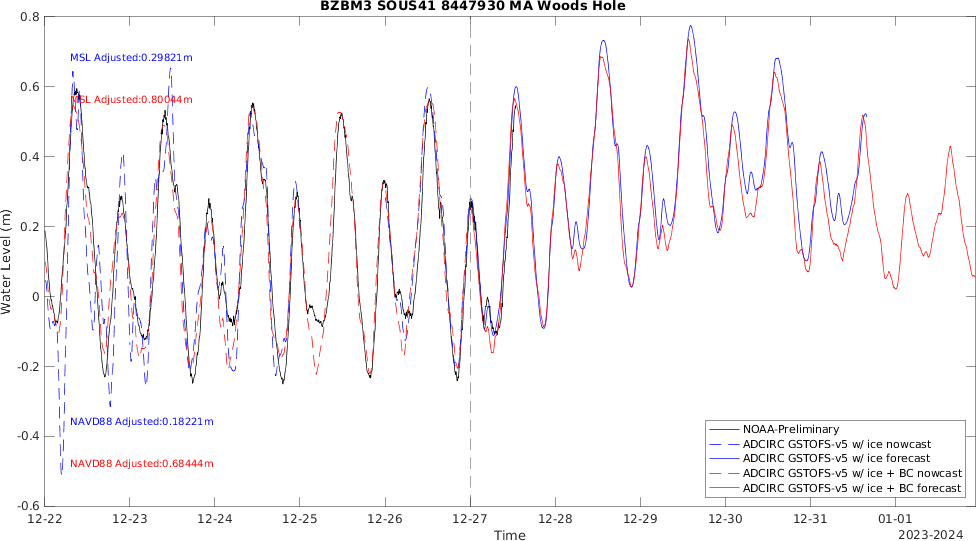 BZBM3 SOUS41 8447930 MA Woods Hole
0.8
0.6
0.4
0.2
0
-0.2
-0.4
-0.6
Water Level (m)
MSL Adjusted:0.29821m
MSL Adjusted:0.80044m
NAVD88 Adjusted:0.18221m
NAVD88 Adjusted:0.68444m
NOAA-Preliminary
ADCIRC GSTOFS-v5 w/ ice nowcast
ADCIRC GSTOFS-v5 w/ ice forecast
ADCIRC GSTOFS-v5 w/ ice + BC nowcast
ADCIRC GSTOFS-v5 w/ ice + BC forecast
12-22 12-23 12-24 12-25 12-26 12-27 12-28 12-29 12-30 12-31 01-01
Time
2023-2024